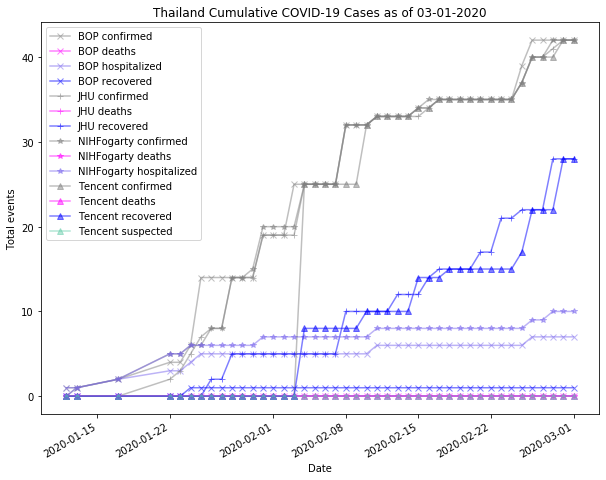 Thailand Cumulative COVID-19 Cases as of 03-01-2020
BOP confirmed
BOP deaths
BOP hospitalized
BOP recovered
JHU confirmed
JHU deaths
JHU recovered
NIHFogarty confirmed
NIHFogarty deaths
NIHFogarty hospitalized
Tencent confirmed
Tencent deaths
Tencent recovered
Tencent suspected
Total events
40
30
20
10
0
2020-01-15
2020-01-22
2020-02-01
2020-02-08
2020-02-15
2020-02-22
2020-03-01
Date